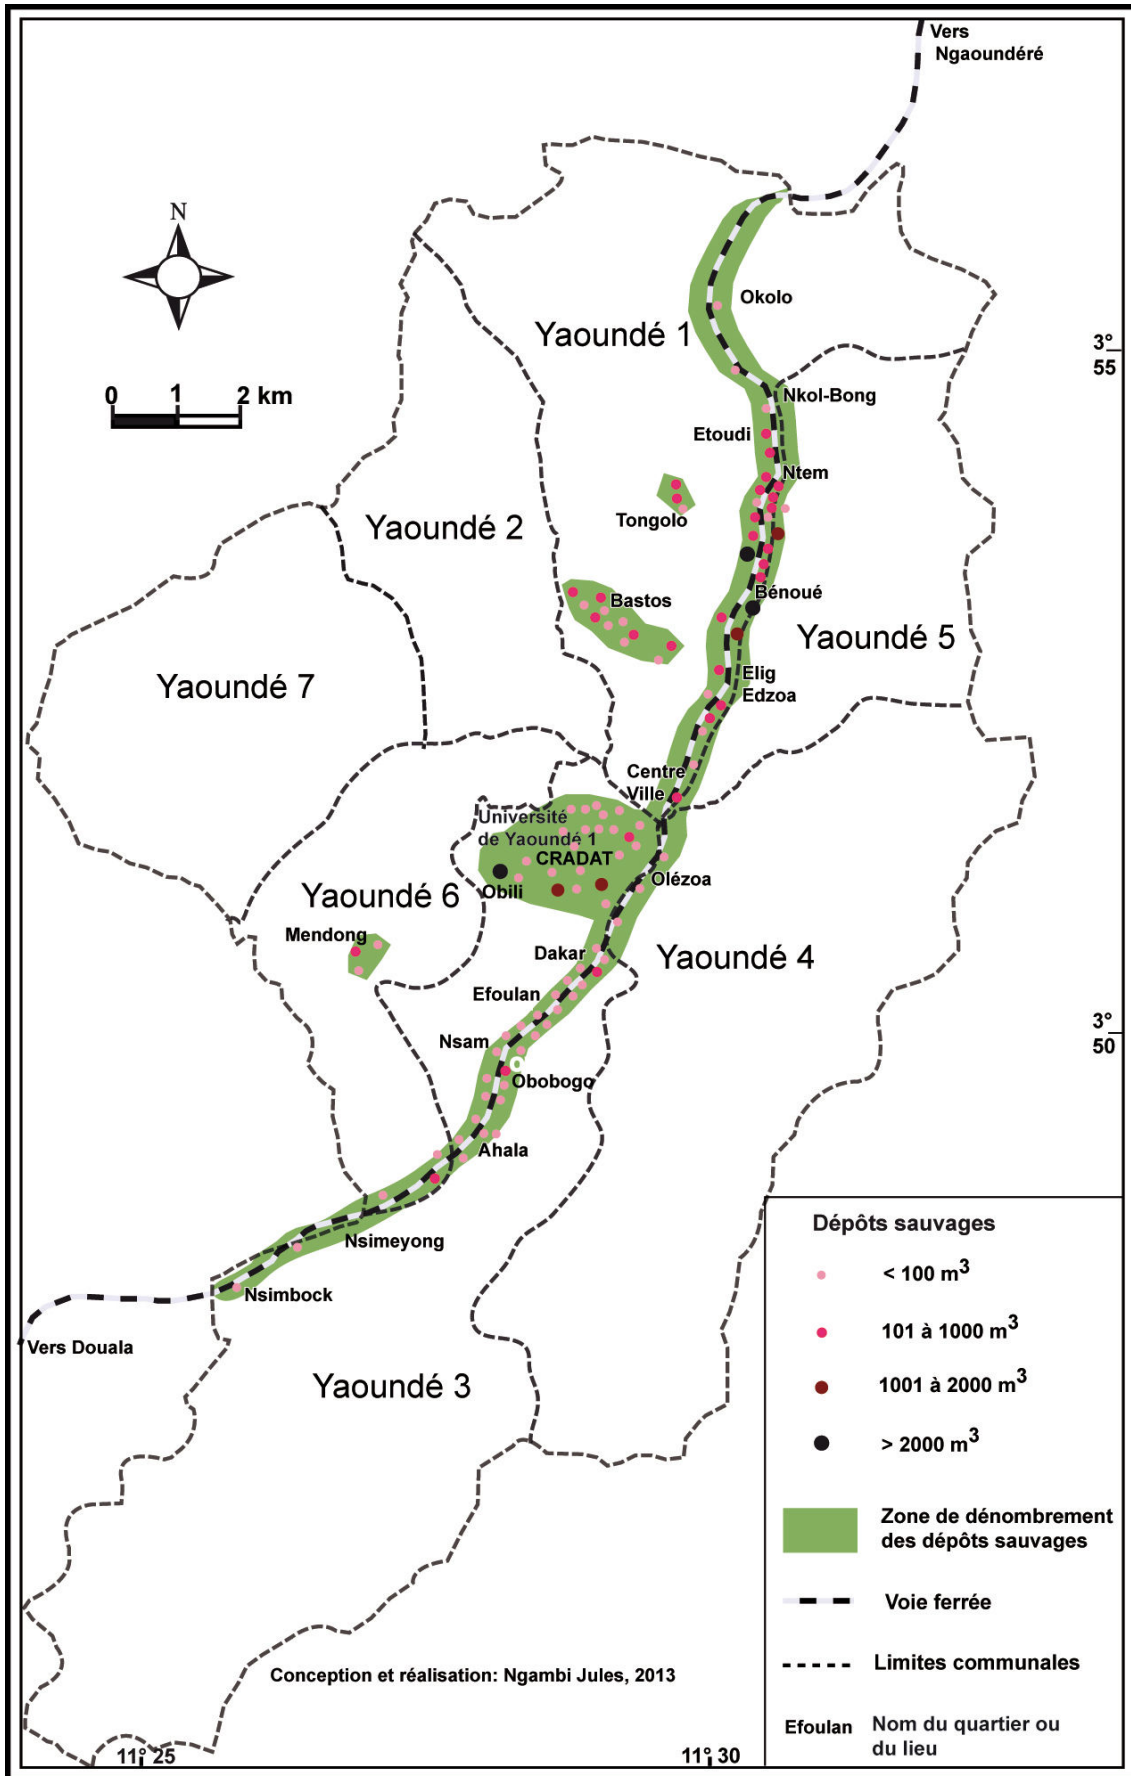 Vers
Ngaoundéré
N
Okolo
Yaoundé 1
3°
55
0 1 2 km
Nkol-Bong
Etoudi
Ntem
Tongolo
Yaoundé 2
Bénoué
Bastos
Yaoundé 5
Yaoundé 7
Elig
Edzoa
Centre
Ville
Université
de Yaoundé 1
CRADAT
Olézoa
Obili
Yaoundé 6
Mendong
Dakar
Yaoundé 4
Efoulan
Nsam
3°
50
Obobogo
Ahala
Nsimeyong
Nsimbock
Vers Douala
Yaoundé 3
Dépôts sauvages
< 100 m³
101 à 1000 m³
1001 à 2000 m³
> 2000 m³
Zone de dénombrement
des dépôts sauvages
Voie ferrée
Limites communales
Efoulan Nom du quartier ou
du lieu
Conception et réalisation: Ngambi Jules, 2013
11° 25
11° 30